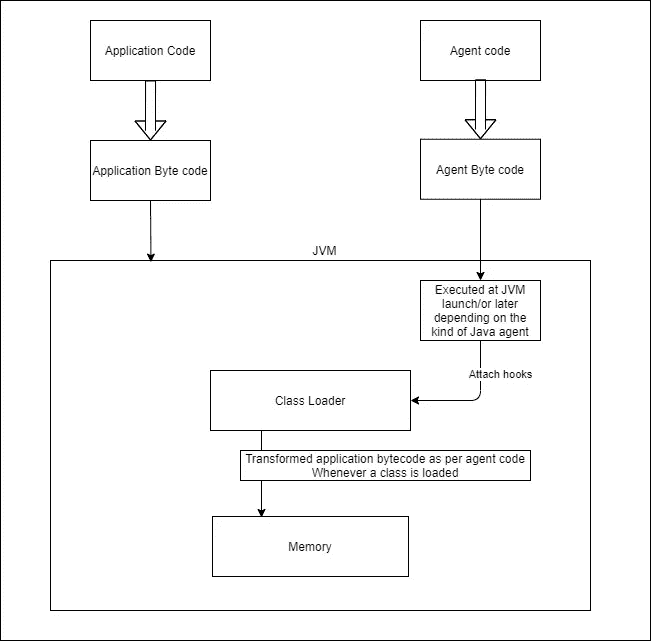 Application Code
Agent code
Application Byte code
Agent Byte code
JVM
Executed at JVM
launch/or later
depending on the
kind of Java agent
Attach hooks
Class Loader
Transformed application bytecode as per agent code
Whenever a class is loaded
Memory